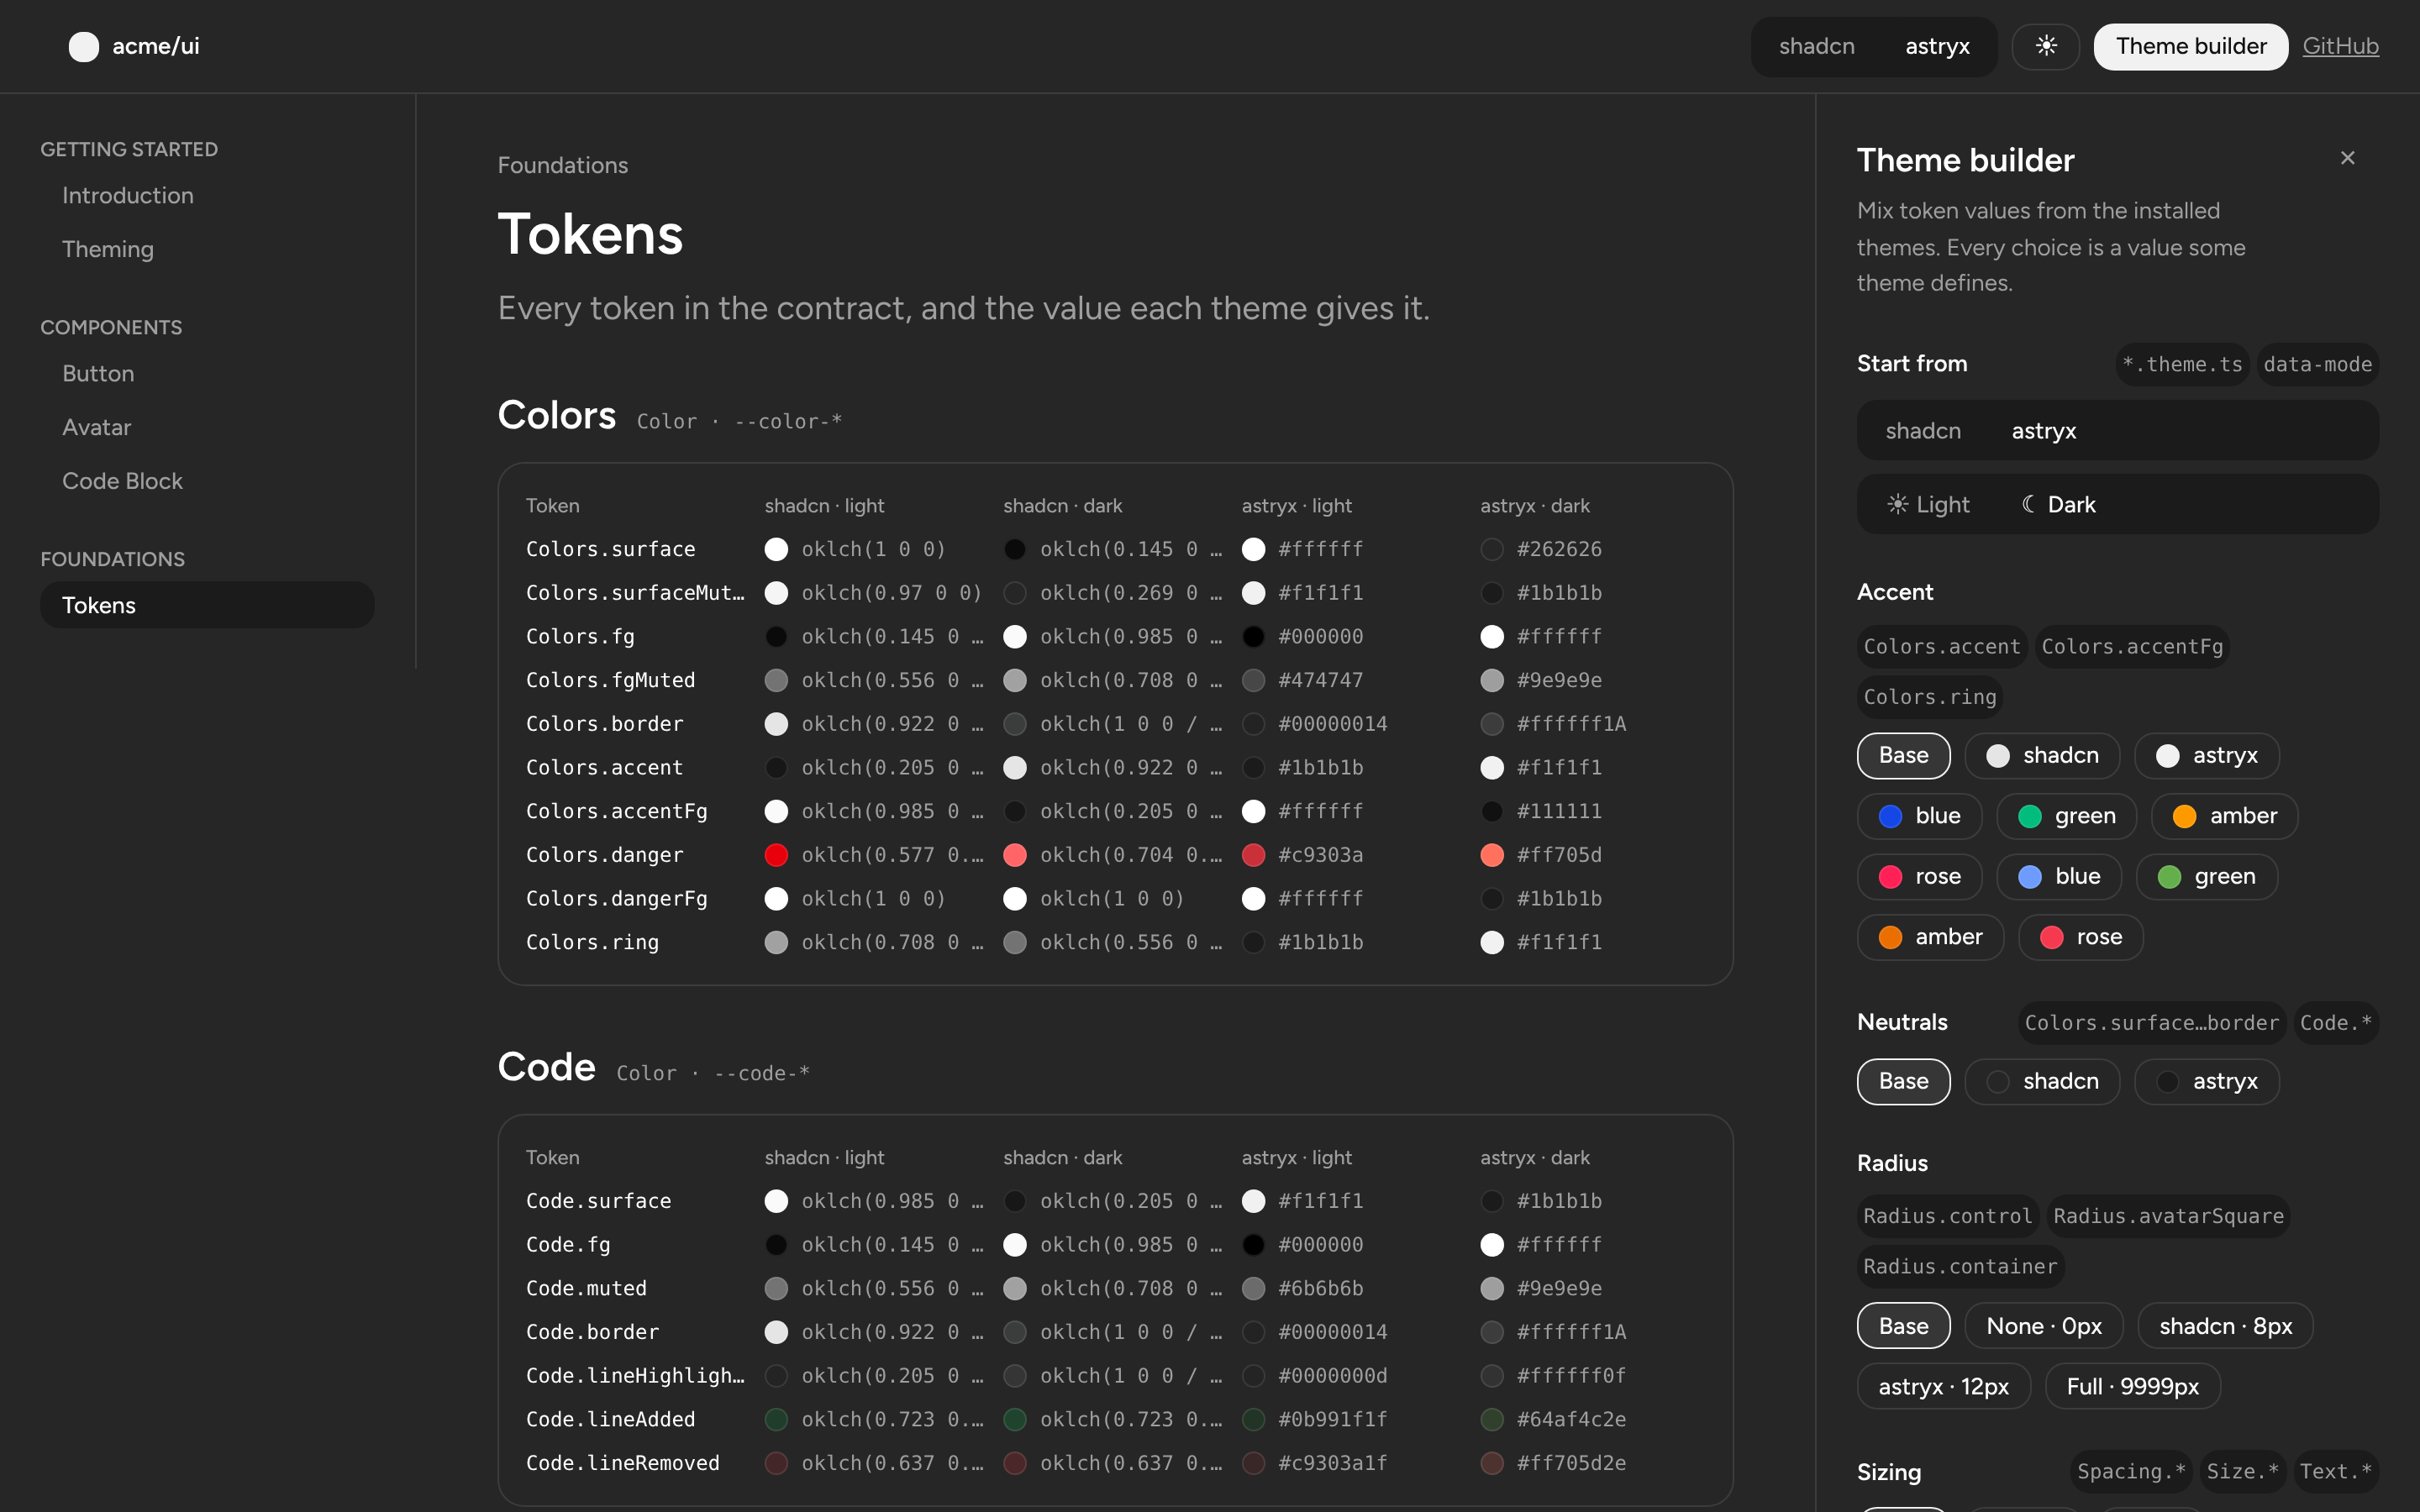 acme/ui
shadcn astryx Theme builder GitHub
GETTING STARTED
Introduction
Theming
COMPONENTS
Button
Avatar
Code Block
FOUNDATIONS
Tokens
Foundations
Tokens
Every token in the contract, and the value each theme gives it.
Colors Color · --color-*
Token shadcn · light shadcn · dark astryx · light astryx · dark
Colors.surface oklch(1 0 0) oklch(0.145 0 … #ffffff #262626
Colors.surfaceMut… oklch(0.97 0 0) oklch(0.269 0 … #f1f1f1 #1b1b1b
Colors.fg oklch(0.145 0 … oklch(0.985 0 … #000000 #ffffff
Colors.fgMuted oklch(0.556 0 … oklch(0.708 0 … #474747 #9e9e9e
Colors.border oklch(0.922 0 … oklch(1 0 0 / … #00000014 #ffffff1A
Colors.accent oklch(0.205 0 … oklch(0.922 0 … #1b1b1b #f1f1f1
Colors.accentFg oklch(0.985 0 … oklch(0.205 0 … #ffffff #111111
Colors.danger oklch(0.577 0.… oklch(0.704 0.… #c9303a #ff705d
Colors.dangerFg oklch(1 0 0) oklch(1 0 0) #ffffff #1b1b1b
Colors.ring oklch(0.708 0 … oklch(0.556 0 … #1b1b1b #f1f1f1
Code Color · --code-*
Token shadcn · light shadcn · dark astryx · light astryx · dark
Code.surface oklch(0.985 0 … oklch(0.205 0 … #f1f1f1 #1b1b1b
Code.fg oklch(0.145 0 … oklch(0.985 0 … #000000 #ffffff
Code.muted oklch(0.556 0 … oklch(0.708 0 … #6b6b6b #9e9e9e
Code.border oklch(0.922 0 … oklch(1 0 0 / … #00000014 #ffffff1A
Code.lineHighligh… oklch(0.205 0 … oklch(1 0 0 / … #0000000d #ffffff0f
Code.lineAdded oklch(0.723 0.… oklch(0.723 0.… #0b991f1f #64af4c2e
Code.lineRemoved oklch(0.637 0.… oklch(0.637 0.… #c9303a1f #ff705d2e
Theme builder ×
Mix token values from the installed
themes. Every choice is a value some
theme defines.
Start from *.theme.ts data-mode
shadcn astryx
☀ Light ☾ Dark
Accent
Colors.accent Colors.accentFg
Colors.ring
Base shadcn astryx
blue green amber
rose blue green
amber rose
Neutrals Colors.surface…border Code.*
Base shadcn astryx
Radius
Radius.control Radius.avatarSquare
Radius.container
Base None · 0px shadcn · 8px
astryx · 12px Full · 9999px
Sizing Spacing.* Size.* Text.*